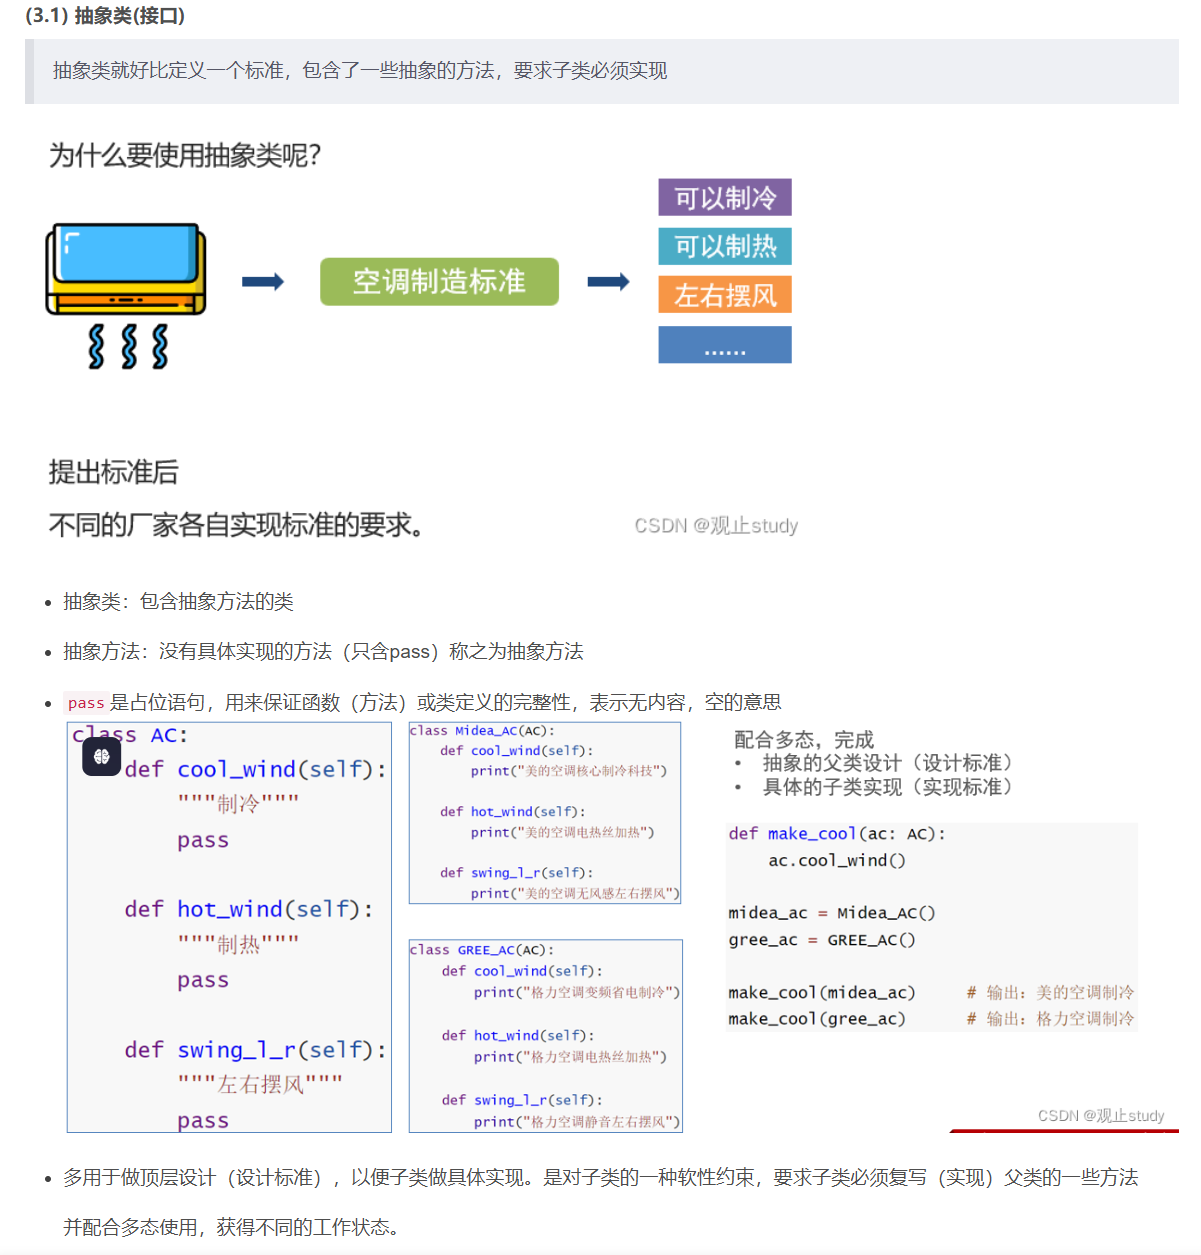 (3.1) 抽象类(接口)
抽象类就好比定义一个标准，包含了一些抽象的方法，要求子类必须实现
为什么要使用抽象类呢?
空调制造标准
可以制冷
可以制热
左右摆风
......
提出标准后
不同的厂家各自实现标准的要求。
CSDN @观止study
抽象类：包含抽象方法的类
抽象方法：没有具体实现的方法（只含pass）称之为抽象方法
pass是占位语句，用来保证函数（方法）或类定义的完整性，表示无内容，空的意思
class AC:
def cool_wind(self):
"""制冷"""
pass
def hot_wind(self):
"""制热"""
pass
def swing_l_r(self):
"""左右摆风"""
pass
class Midea_AC(AC):
def cool_wind(self):
print("美的空调核心制冷科技")
def hot_wind(self):
print("美的空调电热丝加热")
def swing_l_r(self):
print("美的空调无风感左右摆风")
class GREE_AC(AC):
def cool_wind(self):
print("格力空调变频省电制冷")
def hot_wind(self):
print("格力空调电热丝加热")
def swing_l_r(self):
print("格力空调静音左右摆风")
配合多态，完成
• 抽象的父类设计（设计标准）
• 具体的子类实现（实现标准）
def make_cool(ac: AC):
ac.cool_wind()
midea_ac = Midea_AC()
gree_ac = GREE_AC()
make_cool(midea_ac) # 输出：美的空调制冷
make_cool(gree_ac) # 输出：格力空调制冷
CSDN @观止study
多用于做顶层设计（设计标准），以便子类做具体实现。是对子类的一种软性约束，要求子类必须复写（实现）父类的一些方法
并配合多态使用，获得不同的工作状态。